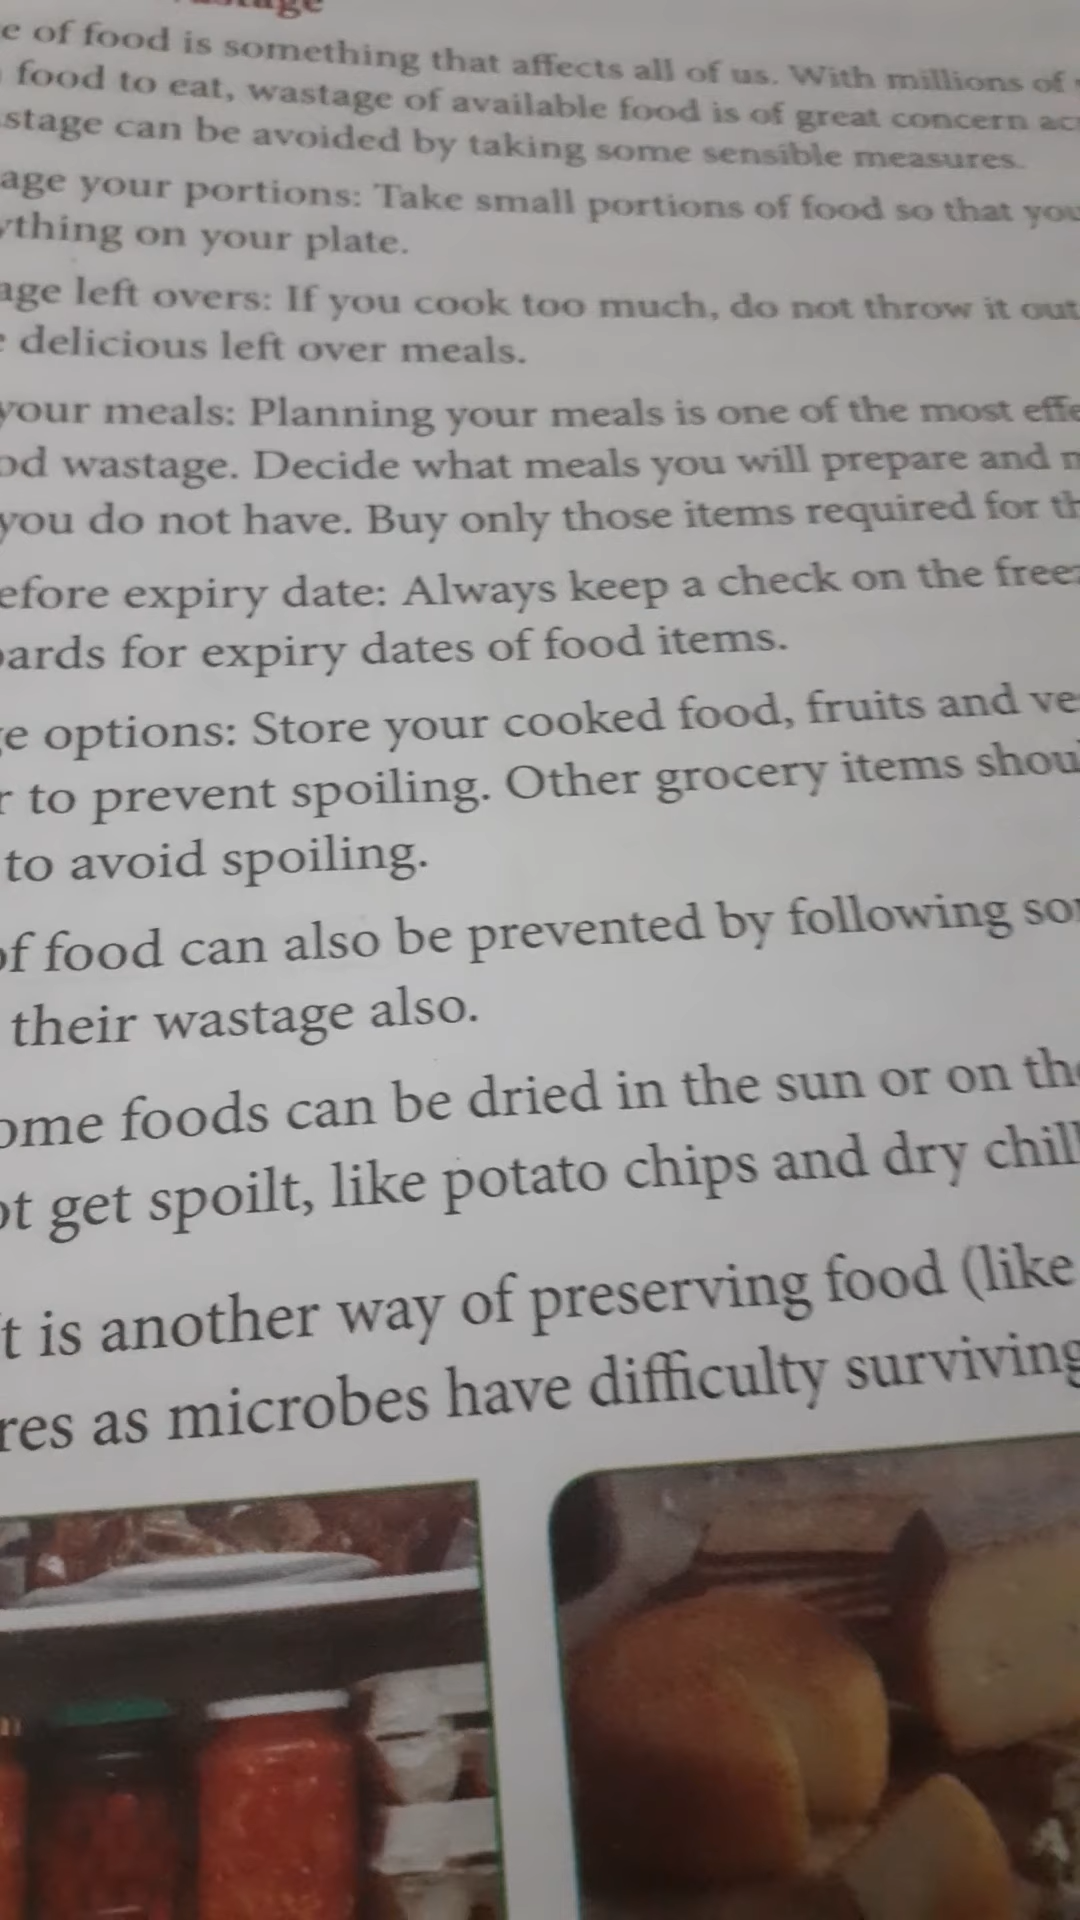 e of food is something that affects all of us. With millions of
food to eat, wastage of available food is of great concern
stage can be avoided by taking some sensible measures.
age your portions: Take small portions of food so that you
ything on your plate.
age left overs: If you cook too much, do not throw it out
delicious left over meals.
your meals: Planning your meals is one of the most effe
od wastage. Decide what meals you will prepare and
you do not have. Buy only those items required for th
efore expiry date: Always keep a check on the free
oards for expiry dates of food items.
ge options: Store your cooked food, fruits and ve
r to prevent spoiling. Other grocery items shou
to avoid spoiling.
of food can also be prevented by following so
their wastage also.
ome foods can be dried in the sun or on the
ot get spoilt, like potato chips and dry chill
t is another way of preserving food (like
res as microbes have difficulty surviving